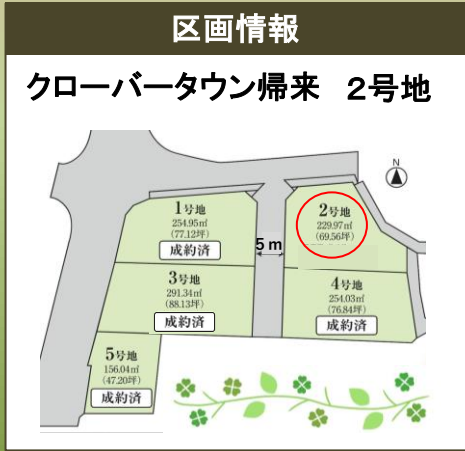 区画情報
クローバータウン帰来 2号地
N
1号地
254.95㎡
(77.12坪)
成約済
2号地
229.97㎡
(69.56坪)
5m
3号地
291.34㎡
(88.13坪)
成約済
4号地
254.03㎡
(76.84坪)
成約済
5号地
156.04㎡
(47.20坪)
成約済